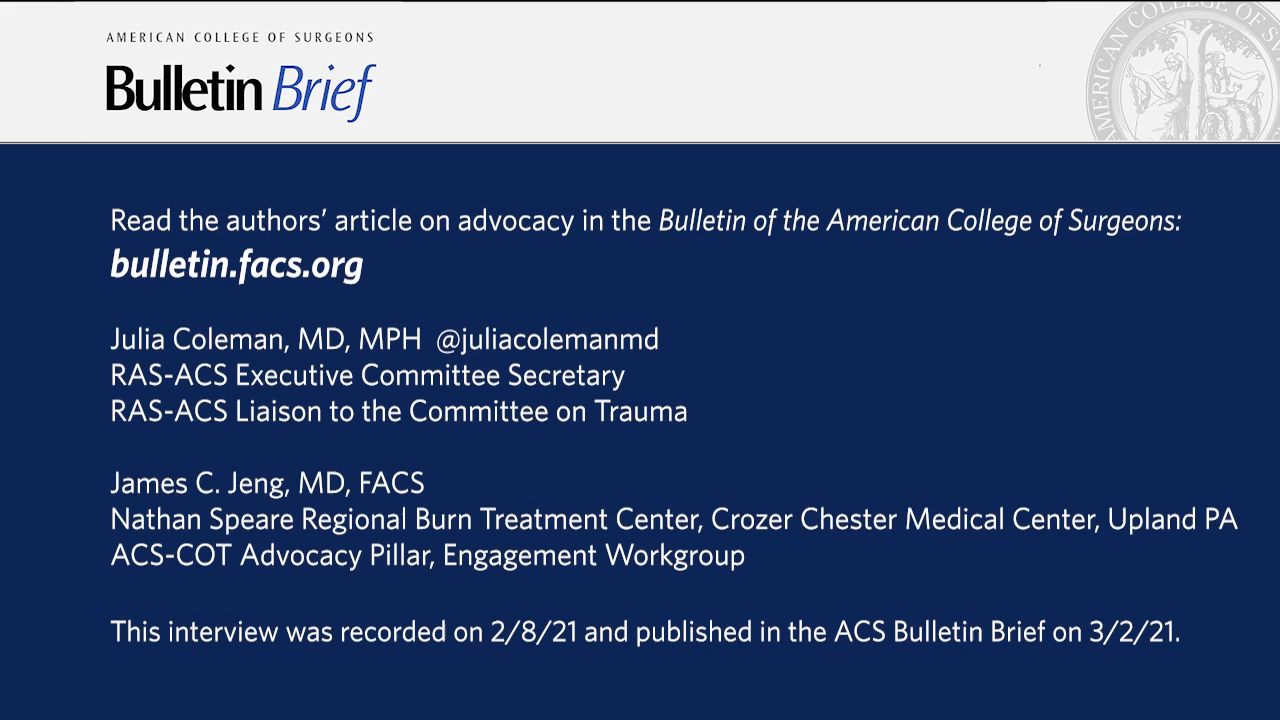 AMERICAN COLLEGE OF SURGEONS
Bulletin Brief
AMERICAN COLLEGE OF
Read the authors’ article on advocacy in the Bulletin of the American College of Surgeons:
bulletin.facs.org
Julia Coleman, MD, MPH @juliacolemanmd
RAS-ACS Executive Committee Secretary
RAS-ACS Liaison to the Committee on Trauma
James C. Jeng, MD, FACS
Nathan Speare Regional Burn Treatment Center, Crozer Chester Medical Center, Upland PA
ACS-COT Advocacy Pillar, Engagement Workgroup
This interview was recorded on 2/8/21 and published in the ACS Bulletin Brief on 3/2/21.